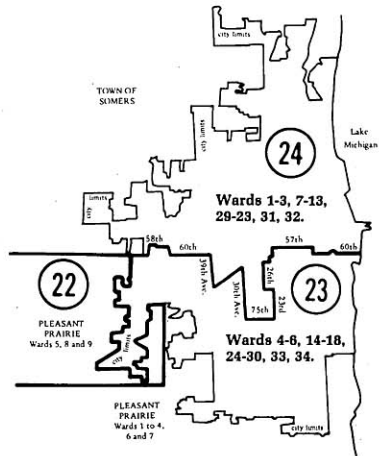 city limits
TOWN OF
SOMERS
city limits
24
Lake
Michigan
Wards 1-3, 7-13,
29-23, 31, 32.
city limits
58th
60th
57th
60th
39th Ave.
30th Ave.
26th
23rd
75th
22
23
PLEASANT
PRAIRIE
Wards 5, 8 and 9
city limits
Wards 4-6, 14-18,
24-30, 33, 34.
PLEASANT
PRAIRIE
Wards 1 to 4,
6 and 7
city limits